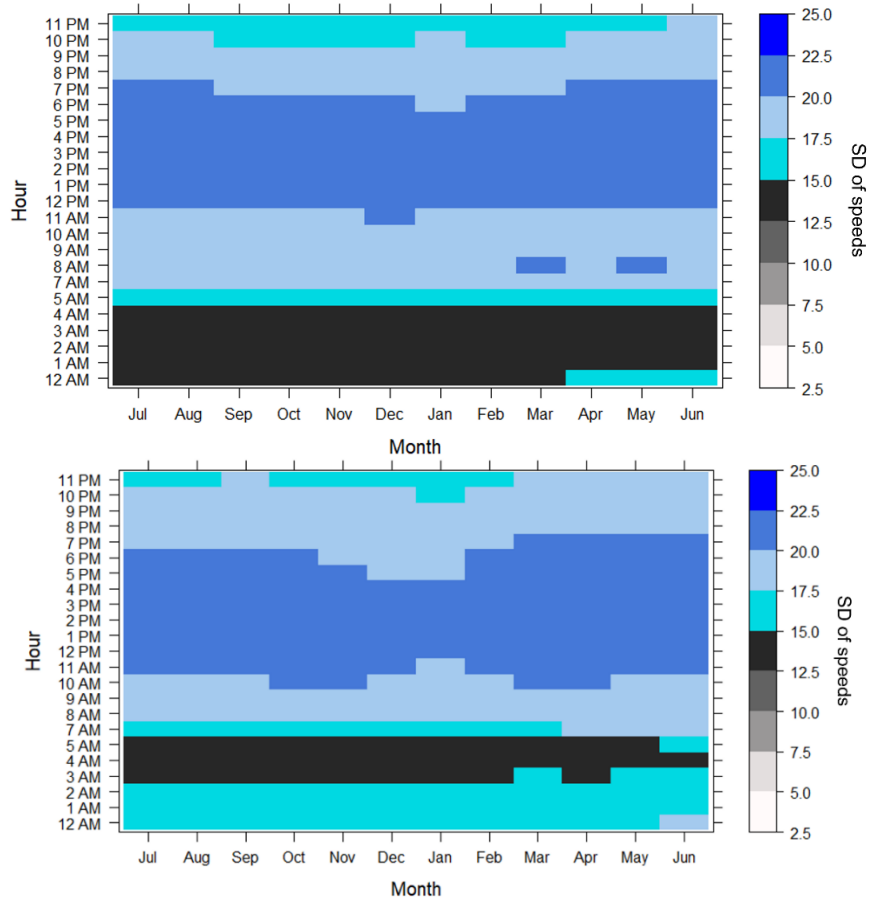 11 PM
10 PM
9 PM
8 PM
7 PM
6 PM
5 PM
4 PM
3 PM
2 PM
1 PM
12 PM
11 AM
10 AM
9 AM
8 AM
7 AM
5 AM
4 AM
3 AM
2 AM
1 AM
12 AM
Hour
Jul Aug Sep Oct Nov Dec Jan Feb Mar Apr May Jun
Month
25.0
22.5
20.0
17.5
15.0
12.5
10.0
7.5
5.0
2.5
SD of speeds
11 PM
10 PM
9 PM
8 PM
7 PM
6 PM
5 PM
4 PM
3 PM
2 PM
1 PM
12 PM
11 AM
10 AM
9 AM
8 AM
7 AM
5 AM
4 AM
3 AM
2 AM
1 AM
12 AM
Hour
Jul Aug Sep Oct Nov Dec Jan Feb Mar Apr May Jun
Month
25.0
22.5
20.0
17.5
15.0
12.5
10.0
7.5
5.0
2.5
SD of speeds